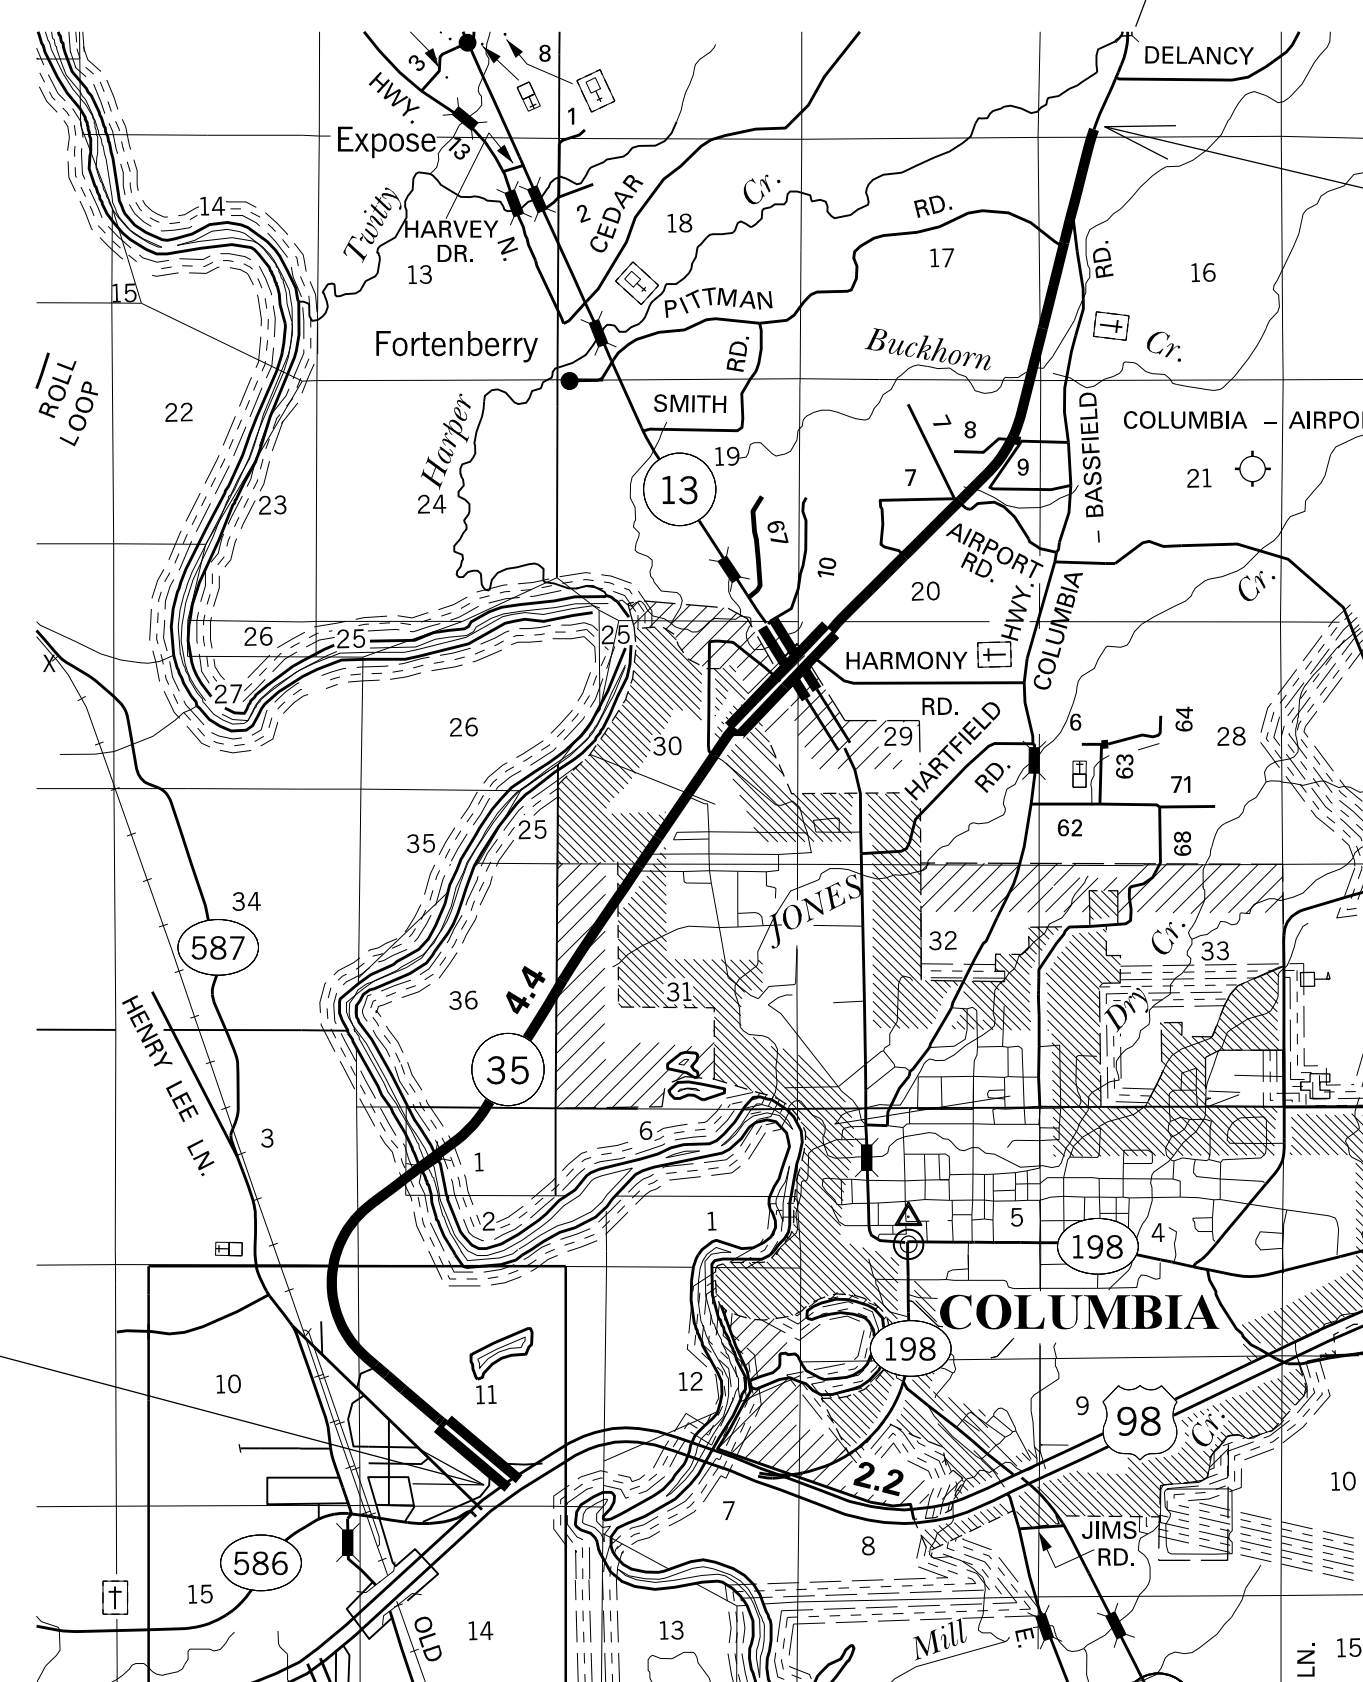 DELANCY
3
8
HWY.
1
Expose
13
Twitty
14
HARVEY
DR.
N.
2
CEDAR
18
Cr.
RD.
17
RD.
16
13
15
PITTMAN
Fortenberry
RD.
Buckhorn
Cr.
ROLL
LOOP
22
SMITH
Harper
19
7
8
9
BASSFIELD
–
COLUMBIA – AIRPO
21
23
24
13
7
67
10
AIRPORT
RD.
20
HWY.
COLUMBIA
Cr.
26
25
25
X
27
HARMONY
RD.
26
30
29
HARTFIELD
RD.
6
64
63
28
71
62
68
35
25
34
587
JONES
32
Cr.
33
4.4
36
31
Dry
HENRY LEE LN.
35
3
6
1
2
1
5
198
4
COLUMBIA
198
10
11
12
9
98
Cr.
2.2
10
7
8
JIMS
RD.
586
15
OLD
14
13
Mill
E.
LN.
15